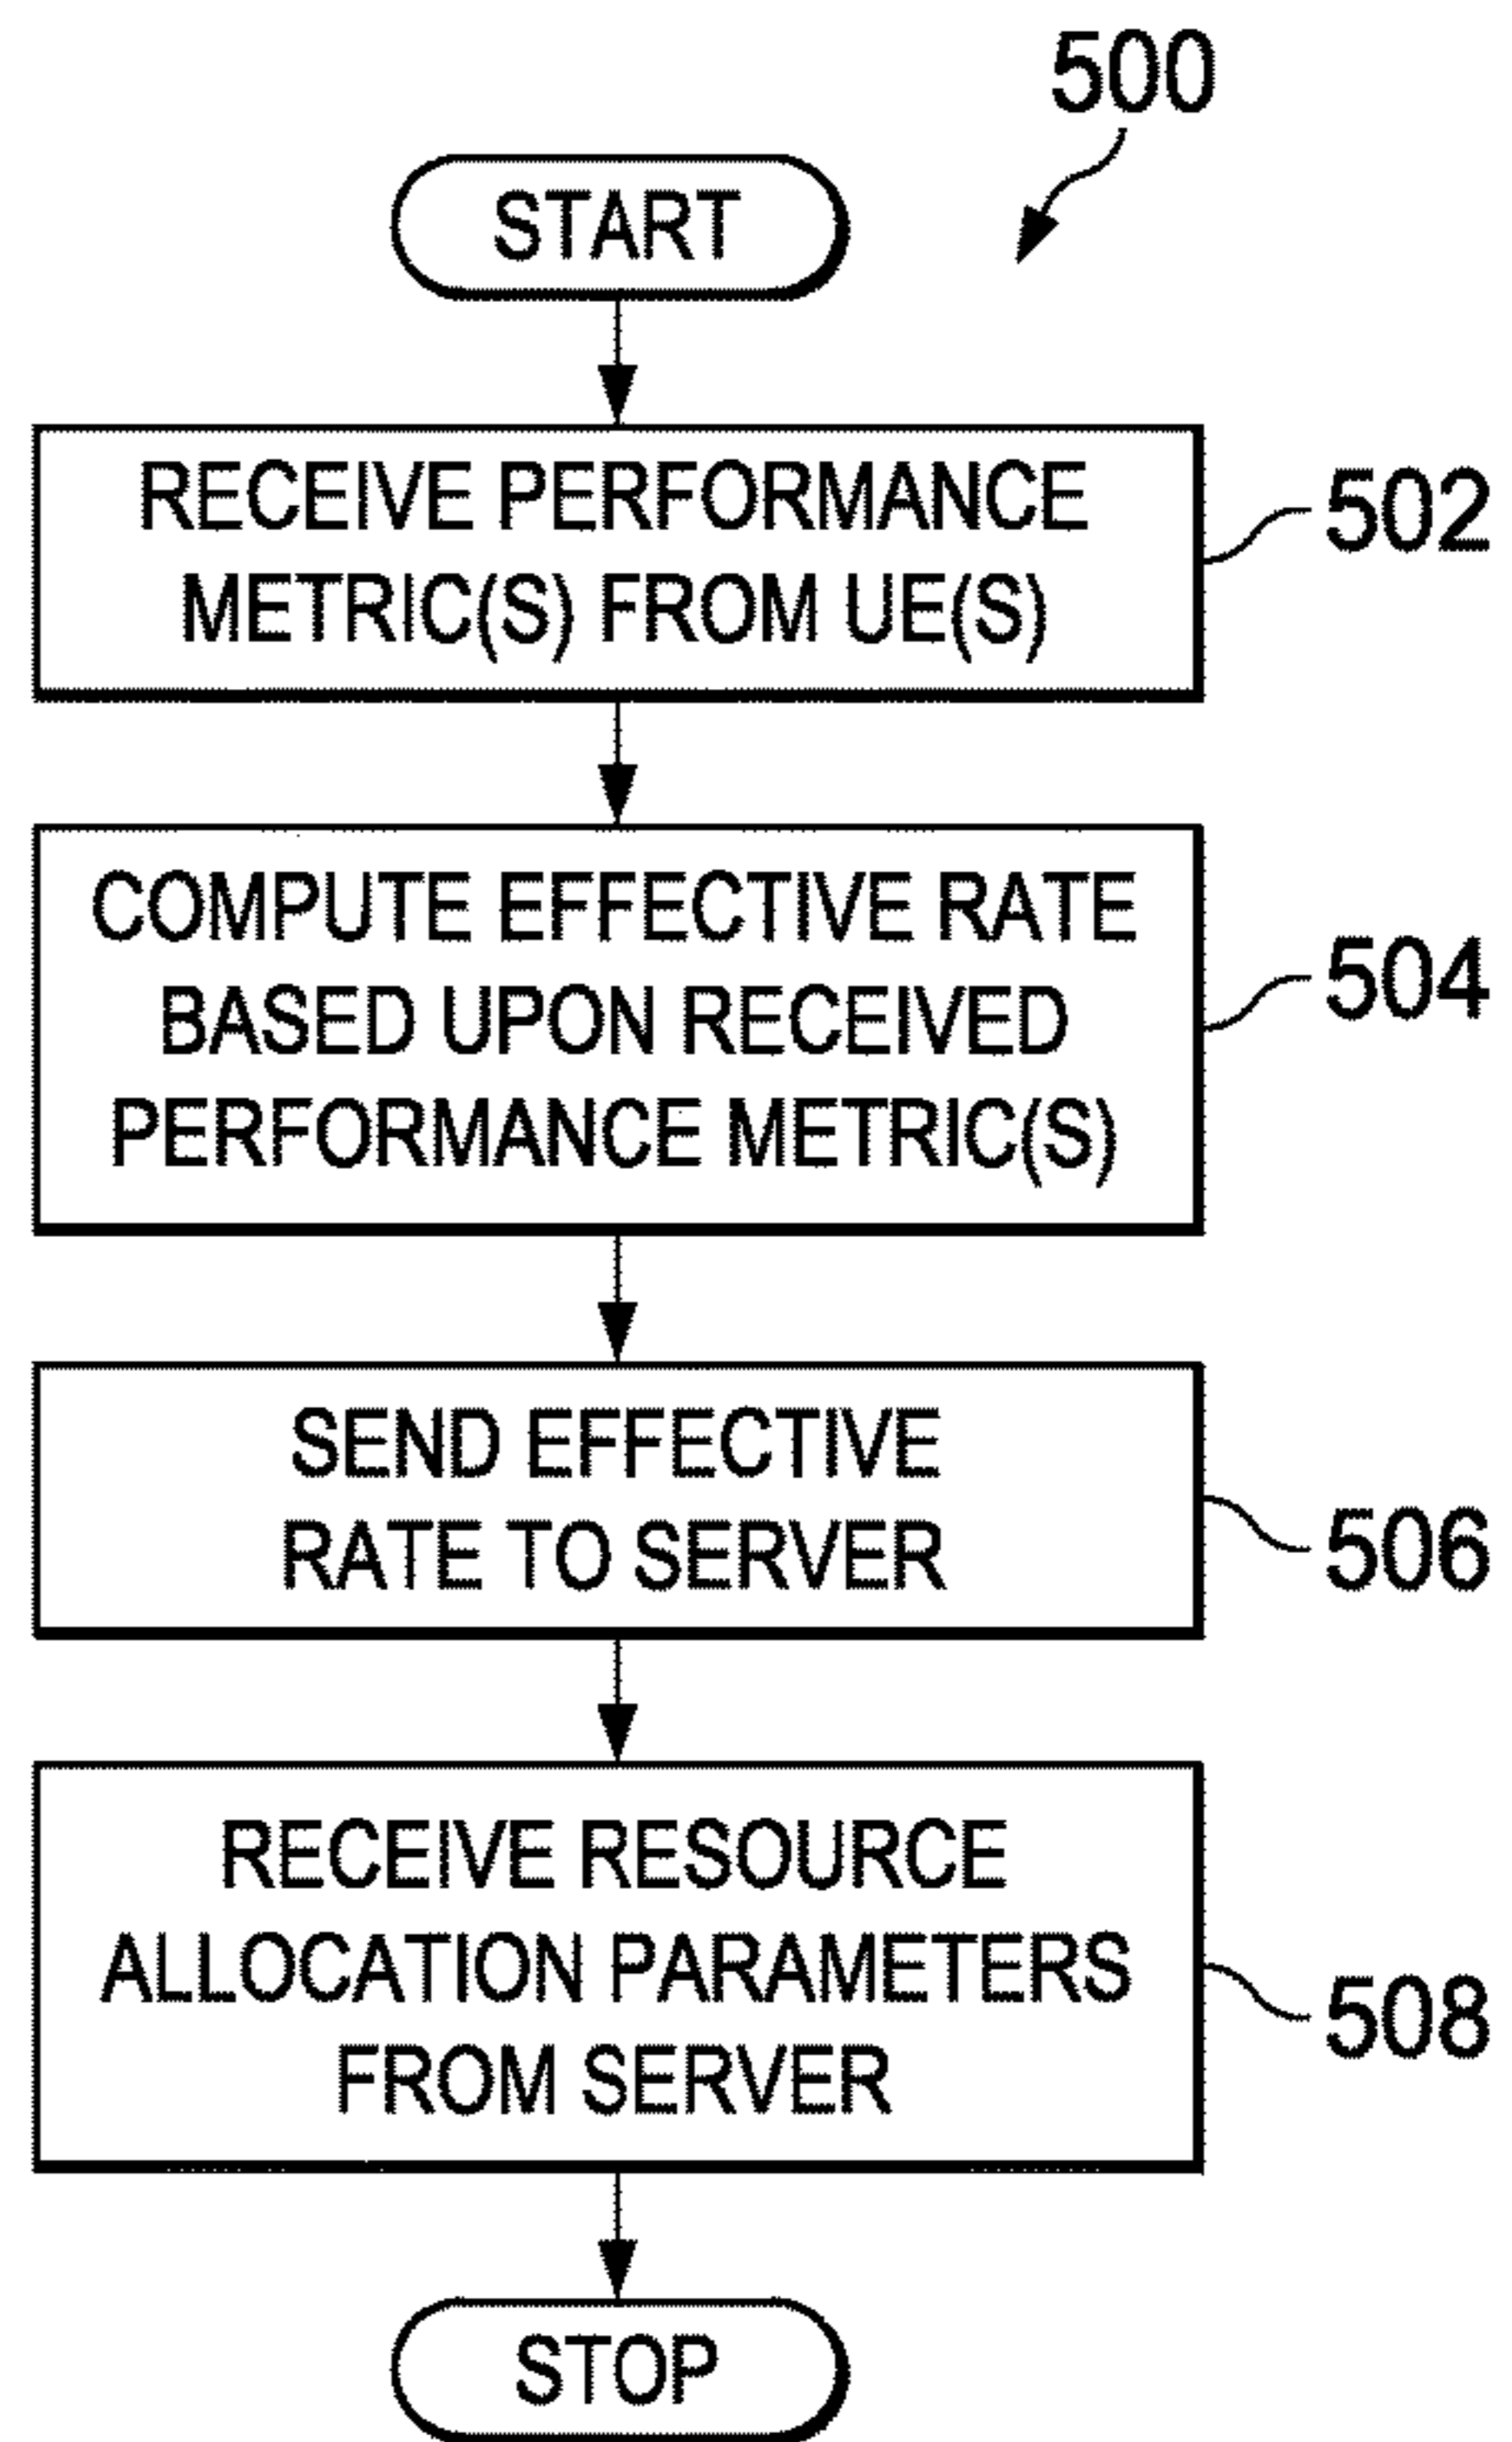 500
START
RECEIVE PERFORMANCE
METRIC(S) FROM UE(S)
502
COMPUTE EFFECTIVE RATE
BASED UPON RECEIVED
PERFORMANCE METRIC(S)
504
SEND EFFECTIVE
RATE TO SERVER
506
RECEIVE RESOURCE
ALLOCATION PARAMETERS
FROM SERVER
508
STOP